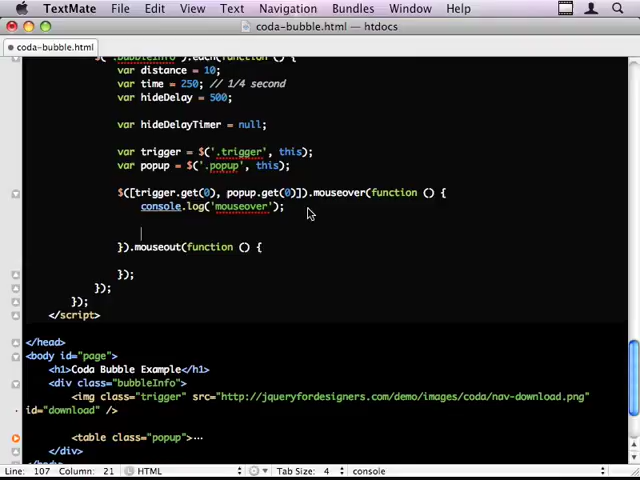 TextMate File Edit View Text Navigation Bundles Window Help
coda-bubble.html — htdocs
coda-bubble.html
$('.bubbleInfo').each(function () {
var distance = 10;
var time = 250; // 1/4 second
var hideDelay = 500;
var hideDelayTimer = null;
var trigger = $('.trigger', this);
var popup = $('.popup', this);
$([trigger.get(0), popup.get(0)]).mouseover(function () {
console.log('mouseover');
}).mouseout(function () {
});
});
});
</script>
</head>
<body id="page">
<h1>Coda Bubble Example</h1>
<div class="bubbleInfo">
<img class="trigger" src="http://jqueryfordesigners.com/demo/images/coda/nav-download.png"
id="download" />
<table class="popup">…
</div>
Line: 107 Column: 21 HTML Tab Size: 4 console